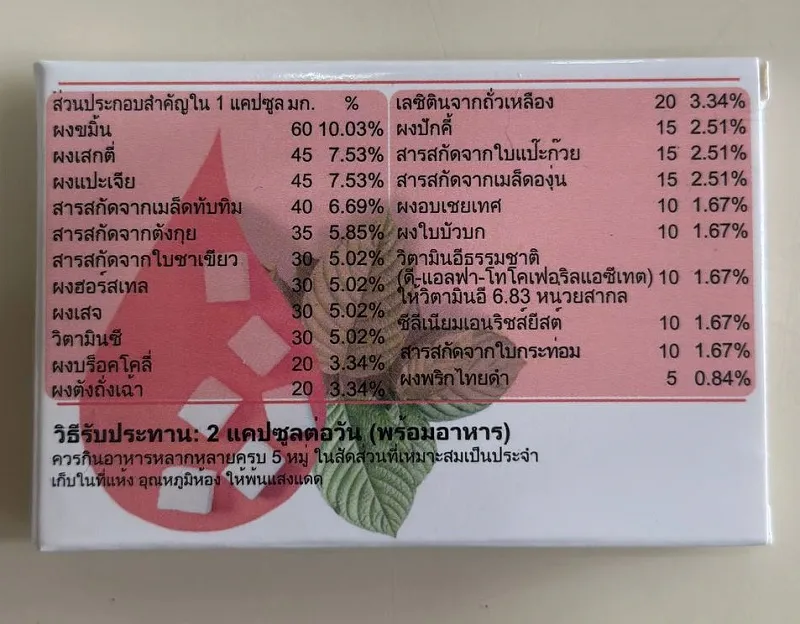 ส่วนประกอบสำคัญใน 1 แคปซูล มก. %
ผงขมิ้น 60 10.03%
ผงเสกตี่ 45 7.53%
ผงแปะเจีย 45 7.53%
สารสกัดจากเมล็ดทับทิม 40 6.69%
สารสกัดจากตังกุย 35 5.85%
สารสกัดจากใบชาเขียว 30 5.02%
ผงฮอร์สเทล 30 5.02%
ผงเสจ 30 5.02%
วิตามินซี 30 5.02%
ผงบร็อคโคลี่ 20 3.34%
ผงตังถั่งเฉ้า 20 3.34%
เลซิตินจากถั่วเหลือง 20 3.34%
ผงปักคี้ 15 2.51%
สารสกัดจากใบแป๊ะก๊วย 15 2.51%
สารสกัดจากเมล็ดองุ่น 15 2.51%
ผงอบเชยเทศ 10 1.67%
ผงใบบัวบก 10 1.67%
วิตามินอีธรรมชาติ
(ดี-แอลฟา-โทโคเฟอริลแอซีเทต) 10 1.67%
ให้วิตามินอี 6.83 หน่วยสากล
ซีลีเนียมเอนริชส์ยีสต์ 10 1.67%
สารสกัดจากใบกระท่อม 10 1.67%
ผงพริกไทยดำ 5 0.84%
วิธีรับประทาน: 2 แคปซูลต่อวัน (พร้อมอาหาร)
ควรกินอาหารหลากหลายครบ 5 หมู่ ในสัดส่วนที่เหมาะสมเป็นประจำ
เก็บในที่แห้ง อุณหภูมิห้อง ให้พ้นแสงแดด